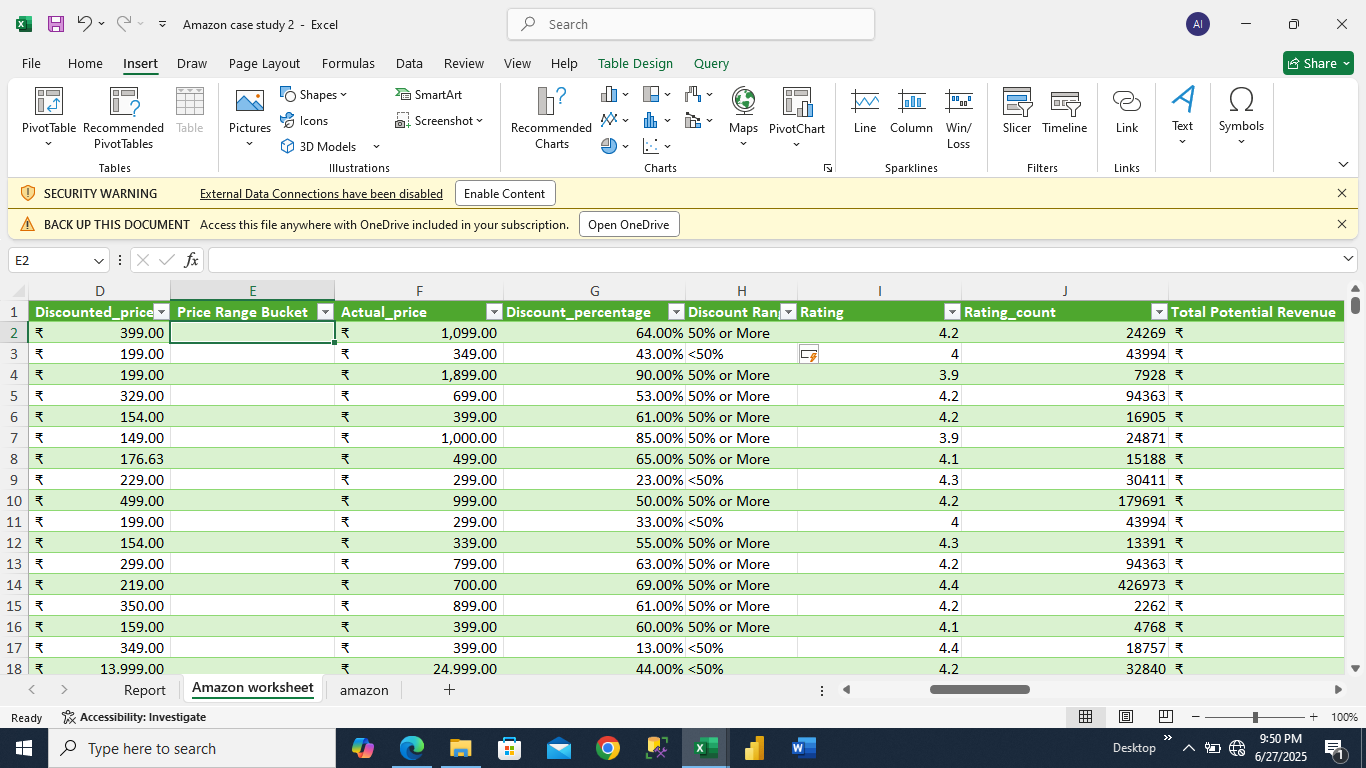 Amazon case study 2 - Excel
Search
AI
File Home Insert Draw Page Layout Formulas Data Review View Help Table Design Query
Share
PivotTable
Recommended PivotTables
Table
Tables
Pictures
Shapes
Icons
3D Models
SmartArt
Screenshot
Illustrations
Recommended Charts
Maps
PivotChart
Charts
Line
Column
Win/Loss
Sparklines
Slicer
Timeline
Filters
Link
Links
Text
Symbols
SECURITY WARNING External Data Connections have been disabled Enable Content
BACK UP THIS DOCUMENT Access this file anywhere with OneDrive included in your subscription. Open OneDrive
E2 fx
D E F G H I J
1 Discounted_price Price Range Bucket Actual_price Discount_percentage Discount Ran Rating Rating_count Total Potential Revenue
2 ₹ 399.00 ₹ 1,099.00 64.00% 50% or More 4.2 24269 ₹
3 ₹ 199.00 ₹ 349.00 43.00% <50% 4 43994 ₹
4 ₹ 199.00 ₹ 1,899.00 90.00% 50% or More 3.9 7928 ₹
5 ₹ 329.00 ₹ 699.00 53.00% 50% or More 4.2 94363 ₹
6 ₹ 154.00 ₹ 399.00 61.00% 50% or More 4.2 16905 ₹
7 ₹ 149.00 ₹ 1,000.00 85.00% 50% or More 3.9 24871 ₹
8 ₹ 176.63 ₹ 499.00 65.00% 50% or More 4.1 15188 ₹
9 ₹ 229.00 ₹ 299.00 23.00% <50% 4.3 30411 ₹
10 ₹ 499.00 ₹ 999.00 50.00% 50% or More 4.2 179691 ₹
11 ₹ 199.00 ₹ 299.00 33.00% <50% 4 43994 ₹
12 ₹ 154.00 ₹ 339.00 55.00% 50% or More 4.3 13391 ₹
13 ₹ 299.00 ₹ 799.00 63.00% 50% or More 4.2 94363 ₹
14 ₹ 219.00 ₹ 700.00 69.00% 50% or More 4.4 426973 ₹
15 ₹ 350.00 ₹ 899.00 61.00% 50% or More 4.2 2262 ₹
16 ₹ 159.00 ₹ 399.00 60.00% 50% or More 4.1 4768 ₹
17 ₹ 349.00 ₹ 399.00 13.00% <50% 4.4 18757 ₹
18 ₹ 13,999.00 ₹ 24,999.00 44.00% <50% 4.2 32840 ₹
Report Amazon worksheet amazon
Ready Accessibility: Investigate 100%
Type here to search
Desktop
9:50 PM
6/27/2025
1